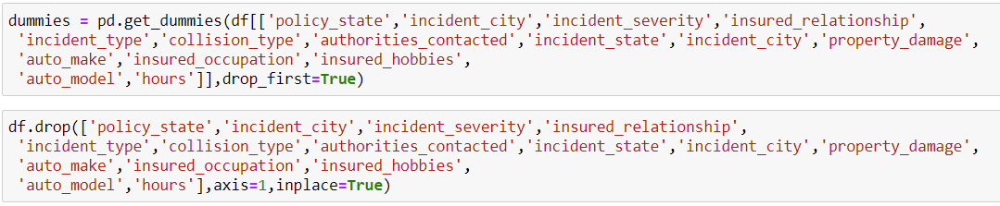 dummies = pd.get_dummies(df[['policy_state','incident_city','incident_severity','insured_relationship',
'incident_type','collision_type','authorities_contacted','incident_state','incident_city','property_damage',
'auto_make','insured_occupation','insured_hobbies',
'auto_model','hours']],drop_first=True)
df.drop(['policy_state','incident_city','incident_severity','insured_relationship',
'incident_type','collision_type','authorities_contacted','incident_state','incident_city','property_damage',
'auto_make','insured_occupation','insured_hobbies',
'auto_model','hours'],axis=1,inplace=True)